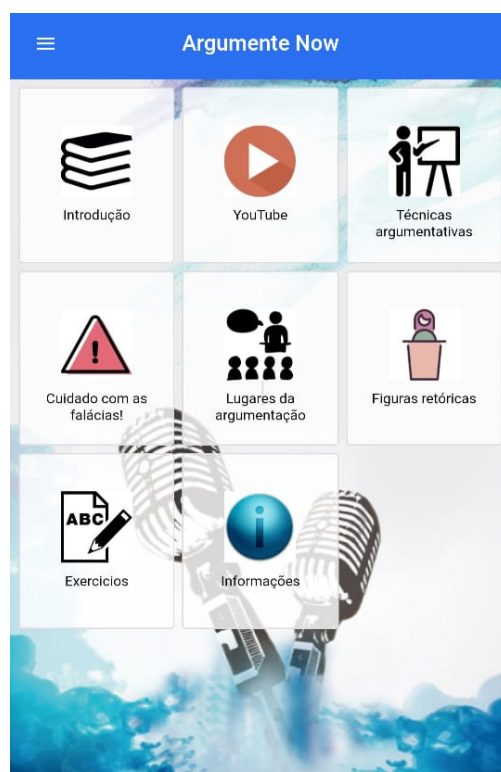 Argumente Now
Introdução
YouTube
Técnicas
argumentativas
Cuidado com as
falácias!
Lugares da
argumentação
Figuras retóricas
ABC
Exercicios
i
Informações